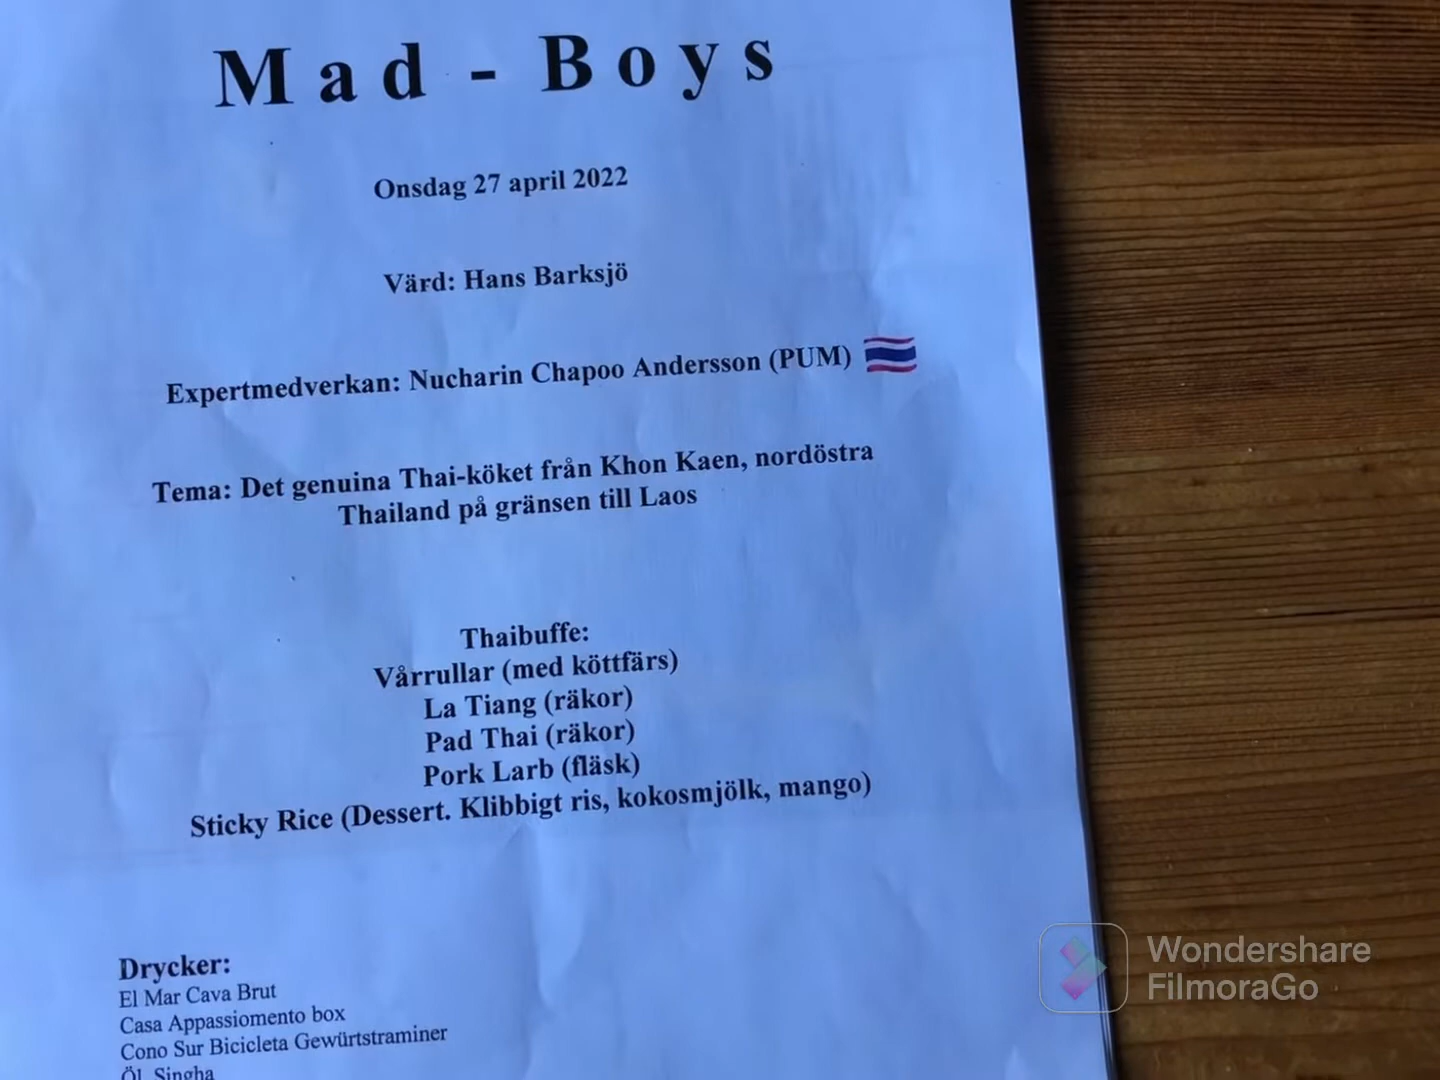 Mad - Boys
Onsdag 27 april 2022
Värd: Hans Barksjö
Expertmedverkan: Nucharin Chapoo Andersson (PUM)
Tema: Det genuina Thai-köket från Khon Kaen, nordöstra
Thailand på gränsen till Laos
Thaibuffe:
Vårrullar (med köttfärs)
La Tiang (räkor)
Pad Thai (räkor)
Pork Larb (fläsk)
Sticky Rice (Dessert. Klibbigt ris, kokosmjölk, mango)
Drycker:
El Mar Cava Brut
Casa Appassiomento box
Cono Sur Bicicleta Gewürtstraminer
Öl, Singha
Wondershare
FilmoraGo